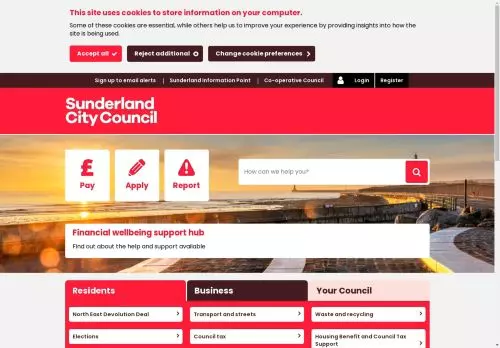 This site uses cookies to store information on your computer.
Some of these cookies are essential, while others help us to improve your experience by providing insights into how
the site is being used.
Accept all
Reject additional
Change cookie preferences
Sign up to email alerts | Sunderland Information Point | Co-operative Council
Login
Register
Sunderland
City Council
£
Pay
Apply
Report
How can we help you?
Financial wellbeing support hub
Find out about the help and support available
Residents
Business
Your Council
North East Devolution Deal
Transport and streets
Waste and recycling
Elections
Council tax
Housing Benefit and Council Tax
Support